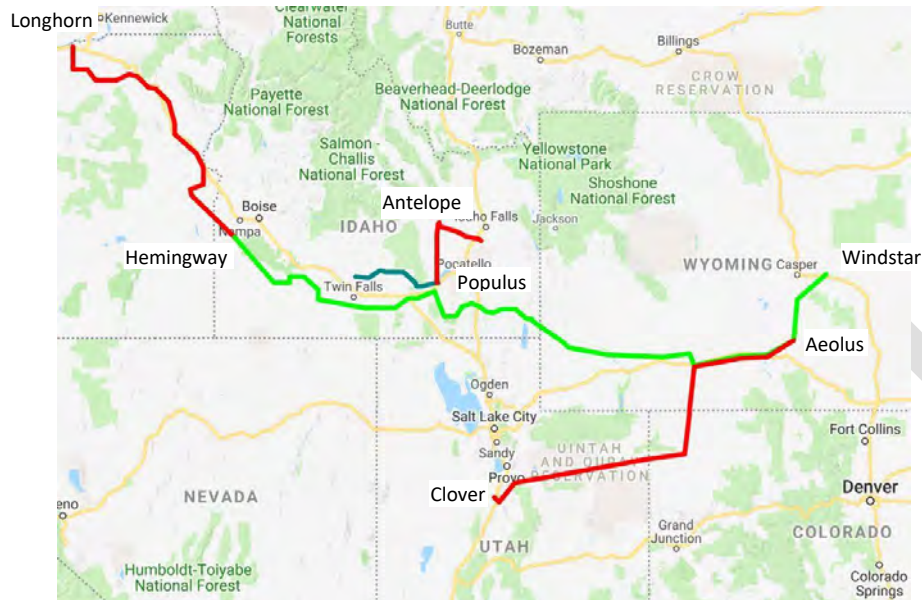 Longhorn
Kennewick
Clearwater
National
Forests
Butte
Bozeman
Billings
CROW
RESERVATION
Payette
National Forest
Beaverhead-Deerlodge
National Forest
Salmon -
Challis
National Forest
Yellowstone
National Park
Shoshone
National Forest
Antelope
Idaho Falls
Jackson
Boise
Nampa
IDAHO
Hemingway
Pocatello
Populus
Twin Falls
WYOMING
Casper
Windstar
Aeolus
Ogden
Salt Lake City
Sandy
Provo
UINTAH
AND OURAY
RESERVATION
Fort Collins
Clover
Denver
NEVADA
eno
UTAH
Grand
Junction
COLORADO
Humboldt-Toiyabe
National Forest
Colorado
Springs